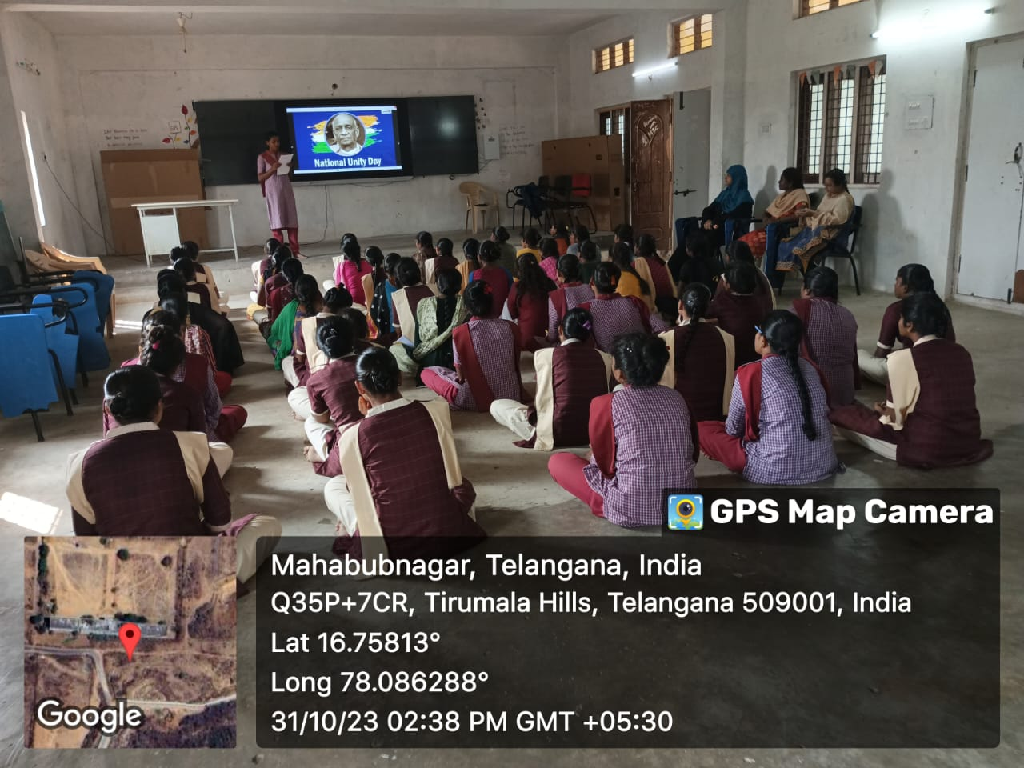 National Unity Day
GPS Map Camera
Mahabubnagar, Telangana, India
Q35P+7CR, Tirumala Hills, Telangana 509001, India
Lat 16.75813°
Long 78.086288°
31/10/23 02:38 PM GMT +05:30
Google